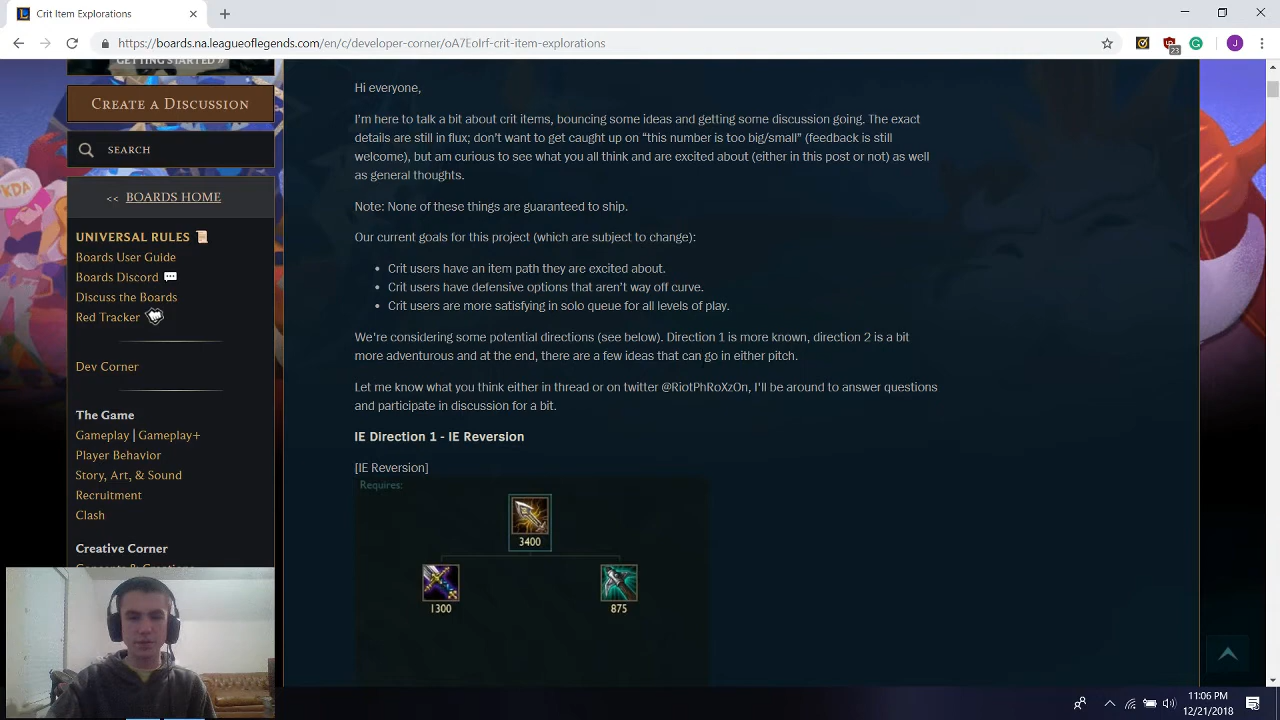 Crit Item Explorations
https://boards.na.leagueoflegends.com/en/c/developer-corner/oA7EpIrf-crit-item-explorations
23
J
GETTING STARTED »
CREATE A DISCUSSION
SEARCH
<< BOARDS HOME
UNIVERSAL RULES
Boards User Guide
Boards Discord
Discuss the Boards
Red Tracker
Dev Corner
The Game
Gameplay | Gameplay+
Player Behavior
Story, Art, & Sound
Recruitment
Clash
Creative Corner
Hi everyone,
I'm here to talk a bit about crit items, bouncing some ideas and getting some discussion going. The exact
details are still in flux; don't want to get caught up on “this number is too big/small” (feedback is still
welcome), but am curious to see what you all think and are excited about (either in this post or not) as well
as general thoughts.
Note: None of these things are guaranteed to ship.
Our current goals for this project (which are subject to change):
• Crit users have an item path they are excited about.
• Crit users have defensive options that aren't way off curve.
• Crit users are more satisfying in solo queue for all levels of play.
We're considering some potential directions (see below). Direction 1 is more known, direction 2 is a bit
more adventurous and at the end, there are a few ideas that can go in either pitch.
Let me know what you think either in thread or on twitter @RiotPhRoXzOn, I'll be around to answer questions
and participate in discussion for a bit.
IE Direction 1 - IE Reversion
[IE Reversion]
Requires:
3400
1300 875
KDA
11:06 PM
12/21/2018